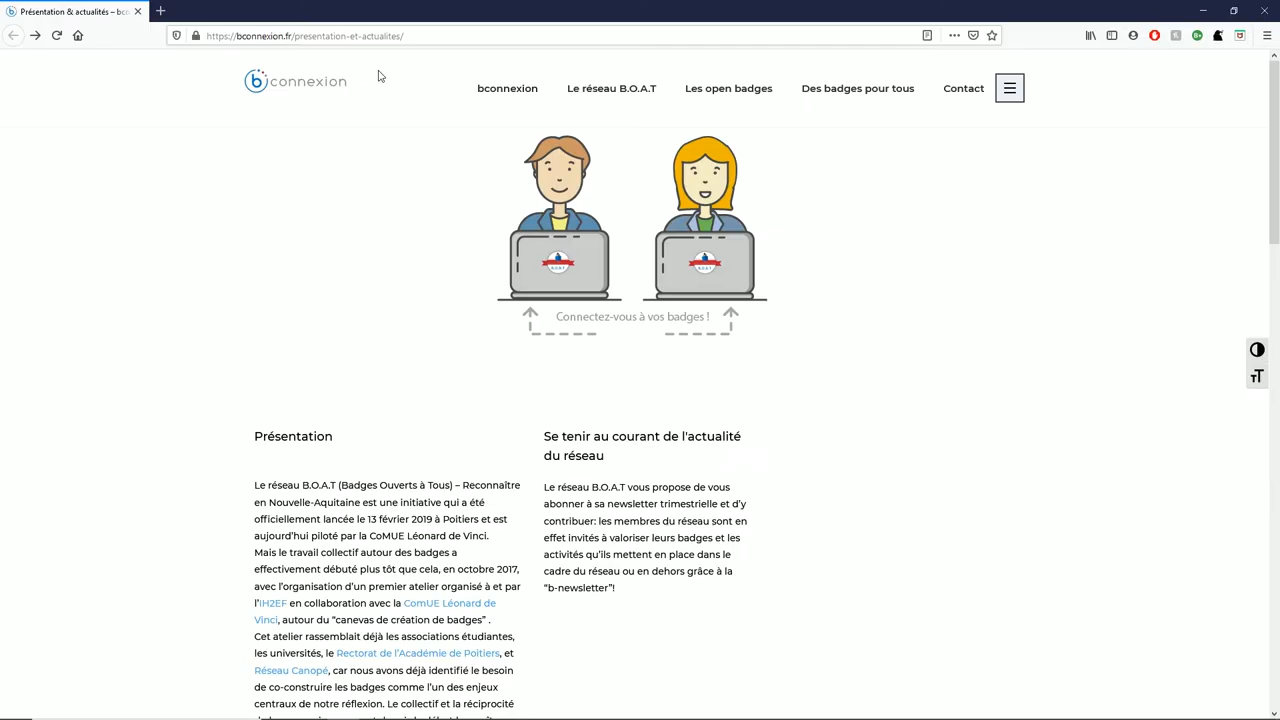 Présentation & actualités – bco
https://bconnexion.fr/presentation-et-actualites/
bconnexion
bconnexion
Le réseau B.O.A.T
Les open badges
Des badges pour tous
Contact
B.O.A.T
B.O.A.T
Connectez-vous à vos badges !
Présentation
Le réseau B.O.A.T (Badges Ouverts à Tous) – Reconnaître
en Nouvelle-Aquitaine est une initiative qui a été
officiellement lancée le 13 février 2019 à Poitiers et est
aujourd’hui piloté par la CoMUE Léonard de Vinci.
Mais le travail collectif autour des badges a
effectivement débuté plus tôt que cela, en octobre 2017,
avec l’organisation d’un premier atelier organisé à et par
l’IH2EF en collaboration avec la ComUE Léonard de
Vinci, autour du “canevas de création de badges” .
Cet atelier rassemblait déjà les associations étudiantes,
les universités, le Rectorat de l’Académie de Poitiers, et
Réseau Canopé, car nous avons déjà identifié le besoin
de co-construire les badges comme l’un des enjeux
centraux de notre réflexion. Le collectif et la réciprocité
Se tenir au courant de l'actualité
du réseau
Le réseau B.O.A.T vous propose de vous
abonner à sa newsletter trimestrielle et d’y
contribuer: les membres du réseau sont en
effet invités à valoriser leurs badges et les
activités qu’ils mettent en place dans le
cadre du réseau ou en dehors grâce à la
“b-newsletter”!